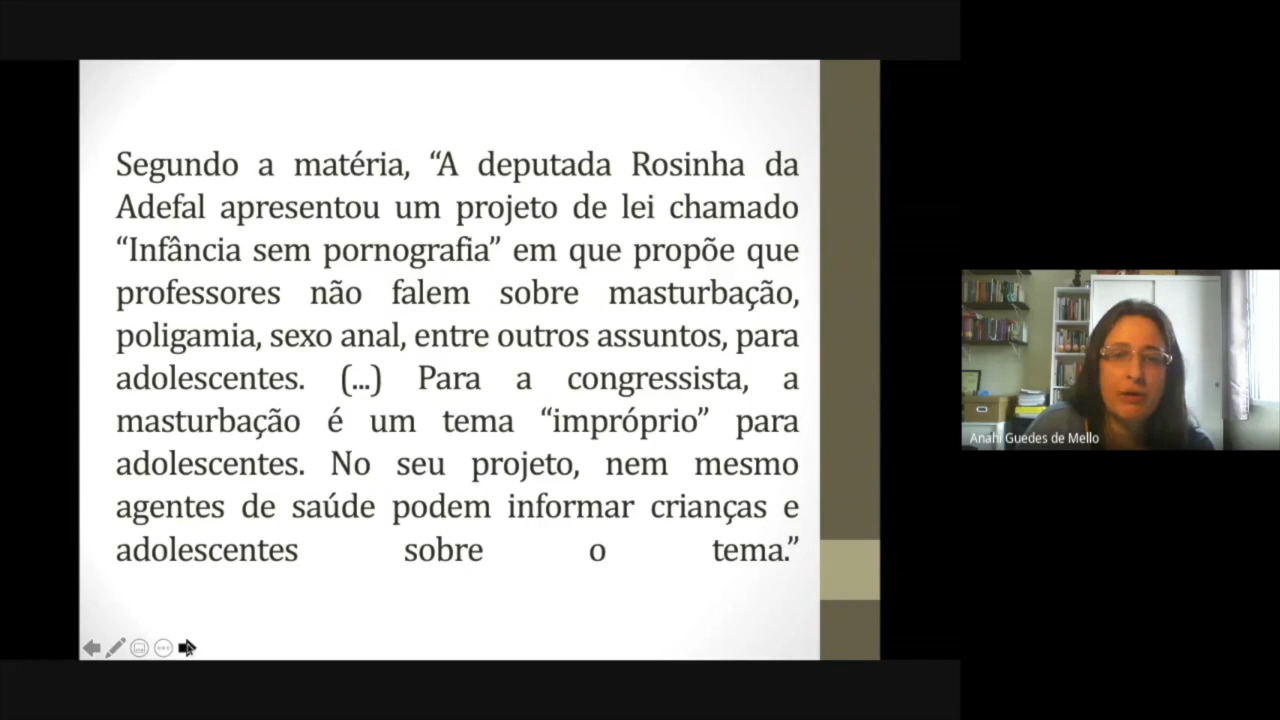 Segundo a matéria, “A deputada Rosinha da
Adefal apresentou um projeto de lei chamado
“Infância sem pornografia” em que propõe que
professores não falem sobre masturbação,
poligamia, sexo anal, entre outros assuntos, para
adolescentes. (...) Para a congressista, a
masturbação é um tema “impróprio” para
adolescentes. No seu projeto, nem mesmo
agentes de saúde podem informar crianças e
adolescentes sobre o tema.”
Anahi Guedes de Mello